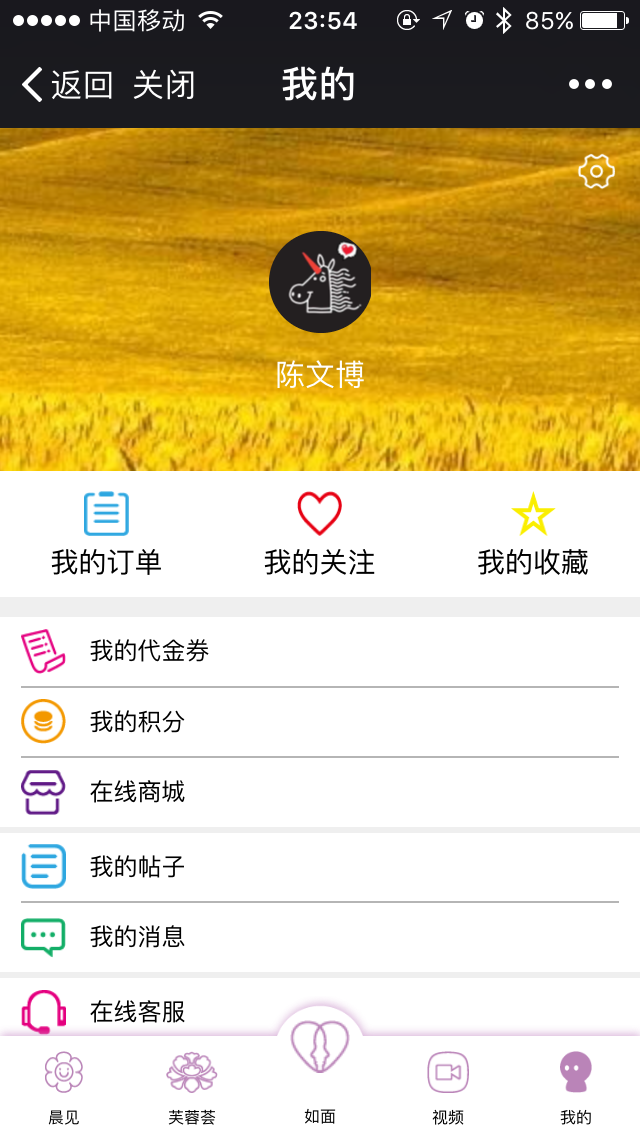 中国移动 23:54 85%
返回 关闭 我的
陈文博
我的订单 我的关注 我的收藏
我的代金券
我的积分
在线商城
我的帖子
我的消息
在线客服
晨见 芙蓉荟 如面 视频 我的